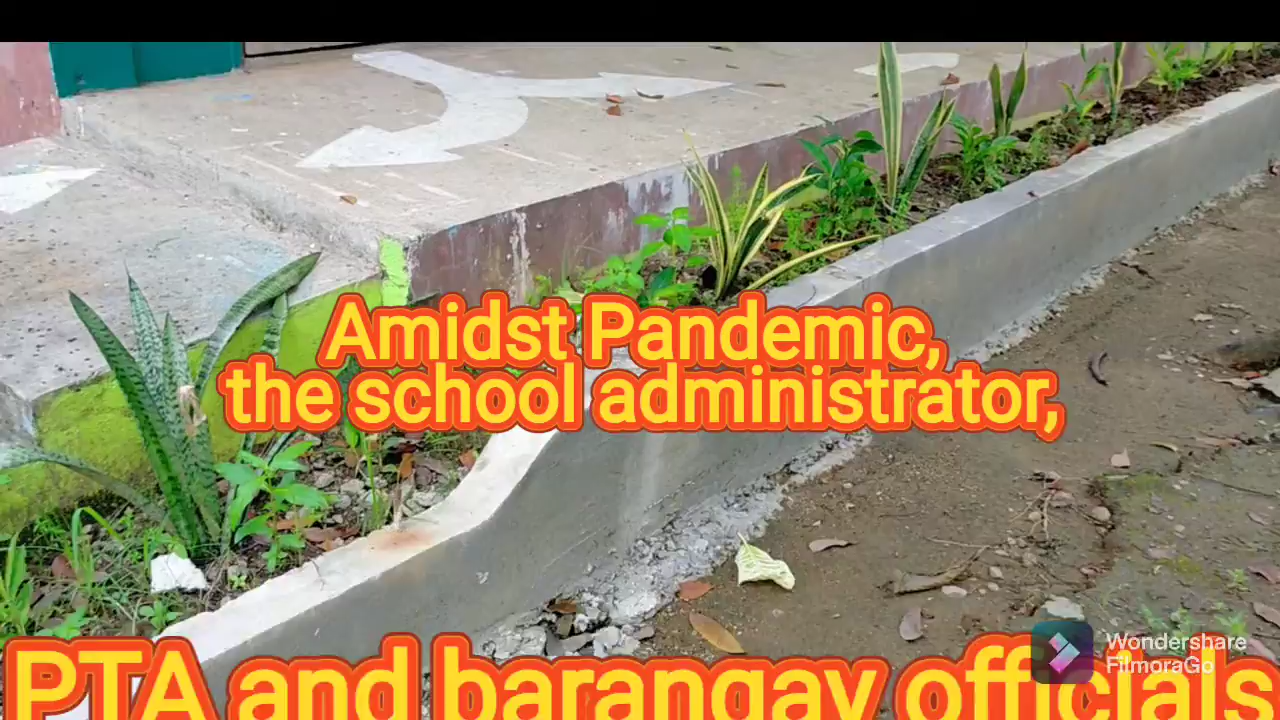 Amidst Pandemic,
the school administrator,
PTA and barangay officials
Wondershare
FilmoraGo